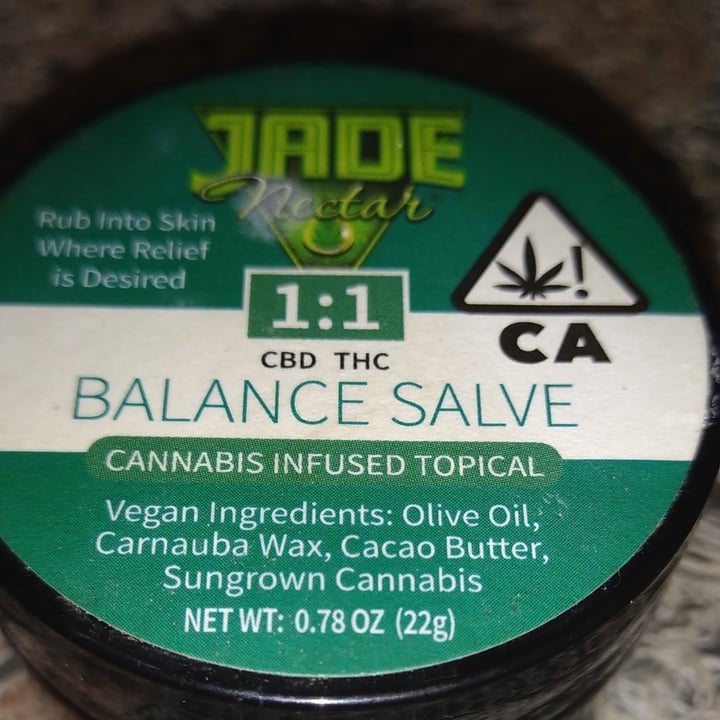 JADE
Nectar
Rub Into Skin
Where Relief
is Desired
!
1:1
CA
CBD THC
BALANCE SALVE
CANNABIS INFUSED TOPICAL
Vegan Ingredients: Olive Oil,
Carnauba Wax, Cacao Butter,
Sungrown Cannabis
NET WT: 0.78 OZ (22g)